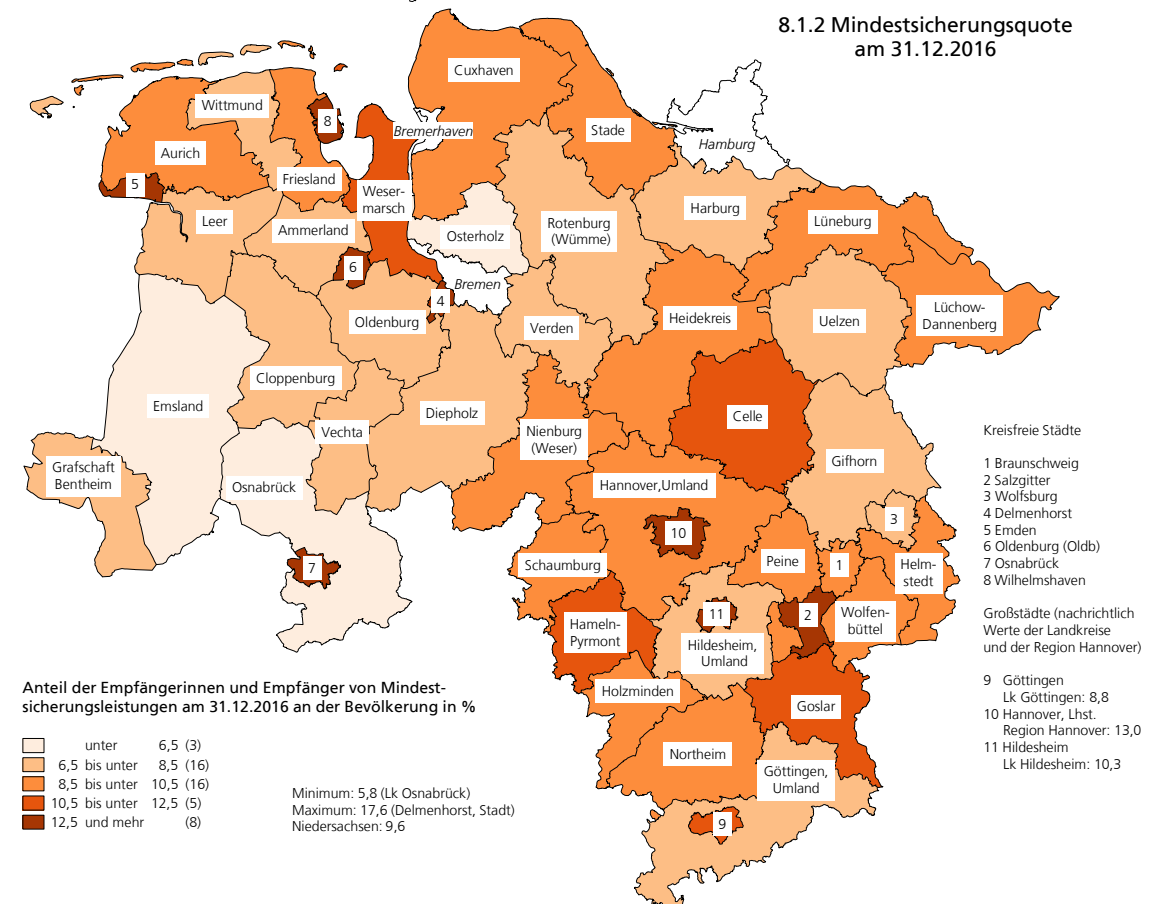 8.1.2 Mindestsicherungsquote
am 31.12.2016
Cuxhaven
Wittmund
8
Stade
Bremerhaven
Hamburg
Aurich
Friesland
5
Weser-
marsch
Harburg
Leer
Lüneburg
Ammerland
Osterholz
Rotenburg
(Wümme)
6
Bremen
4
Lüchow-
Dannenberg
Oldenburg
Verden
Heidekreis
Uelzen
Cloppenburg
Emsland
Diepholz
Celle
Vechta
Nienburg
(Weser)
Gifhorn
Grafschaft
Bentheim
Osnabrück
Hannover,Umland
3
10
7
Schaumburg
Peine
1
Helm-
stedt
11
2
Wolfen-
büttel
Hameln-
Pyrmont
Hildesheim,
Umland
Holzminden
Goslar
Northeim
Göttingen,
Umland
9
Kreisfreie Städte
1 Braunschweig
2 Salzgitter
3 Wolfsburg
4 Delmenhorst
5 Emden
6 Oldenburg (Oldb)
7 Osnabrück
8 Wilhelmshaven
Großstädte (nachrichtlich
Werte der Landkreise
und der Region Hannover)
9 Göttingen
Lk Göttingen: 8,8
10 Hannover, Lhst.
Region Hannover: 13,0
11 Hildesheim
Lk Hildesheim: 10,3
Anteil der Empfängerinnen und Empfänger von Mindest-
sicherungsleistungen am 31.12.2016 an der Bevölkerung in %
unter 6,5 (3)
6,5 bis unter 8,5 (16)
8,5 bis unter 10,5 (16)
10,5 bis unter 12,5 (5)
12,5 und mehr (8)
Minimum: 5,8 (Lk Osnabrück)
Maximum: 17,6 (Delmenhorst, Stadt)
Niedersachsen: 9,6